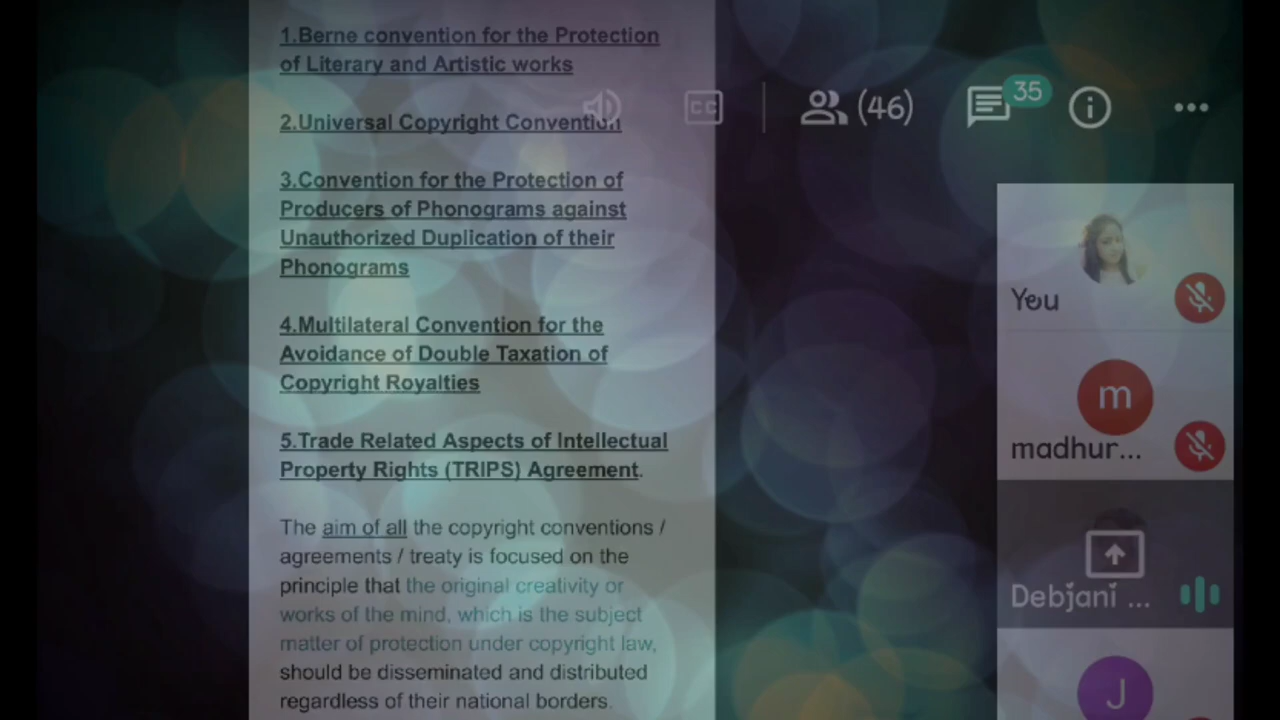 1.Berne convention for the Protection
of Literary and Artistic works
2.Universal Copyright Convention
3.Convention for the Protection of
Producers of Phonograms against
Unauthorized Duplication of their
Phonograms
4.Multilateral Convention for the
Avoidance of Double Taxation of
Copyright Royalties
5.Trade Related Aspects of Intellectual
Property Rights (TRIPS) Agreement.
The aim of all the copyright conventions /
agreements / treaty is focused on the
principle that the original creativity or
works of the mind, which is the subject
matter of protection under copyright law,
should be disseminated and distributed
regardless of their national borders.
CC
(46)
35
You
m
madhur...
Debjani ...
J